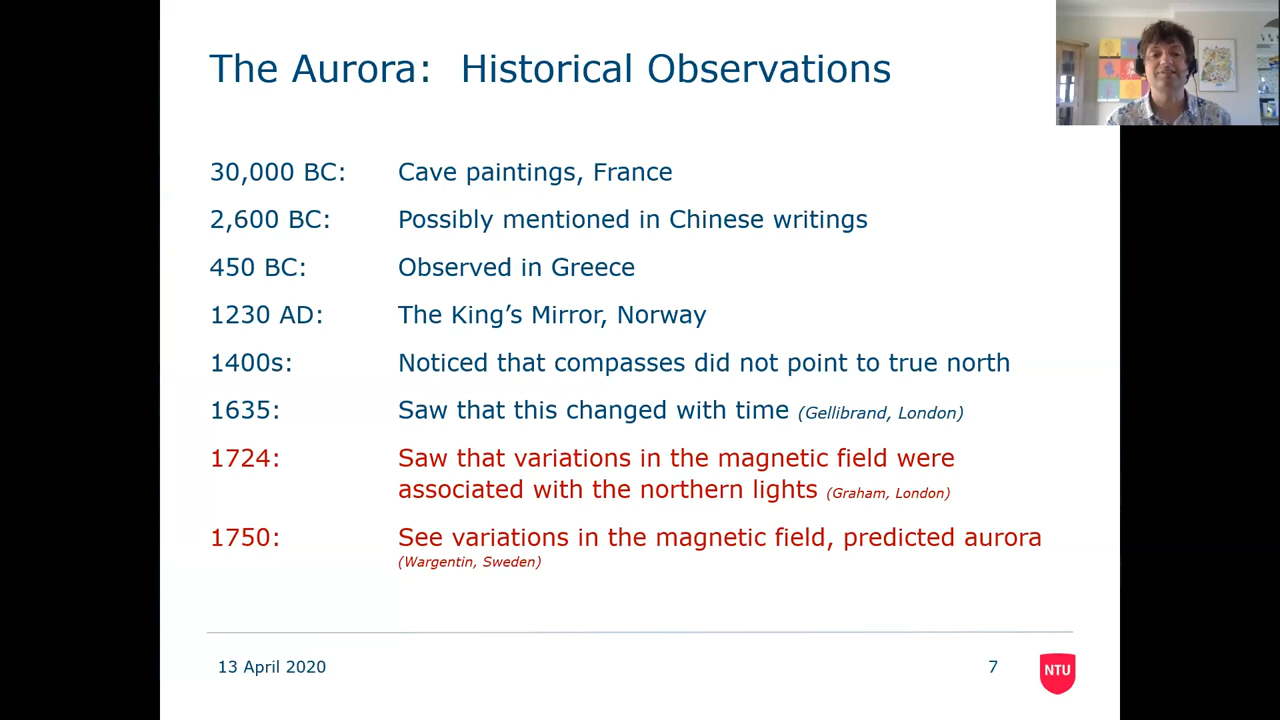 The Aurora:  Historical Observations
30,000 BC: Cave paintings, France
2,600 BC: Possibly mentioned in Chinese writings
450 BC: Observed in Greece
1230 AD: The King’s Mirror, Norway
1400s: Noticed that compasses did not point to true north
1635: Saw that this changed with time (Gellibrand, London)
1724: Saw that variations in the magnetic field were
associated with the northern lights (Graham, London)
1750: See variations in the magnetic field, predicted aurora
(Wargentin, Sweden)
13 April 2020 7 NTU